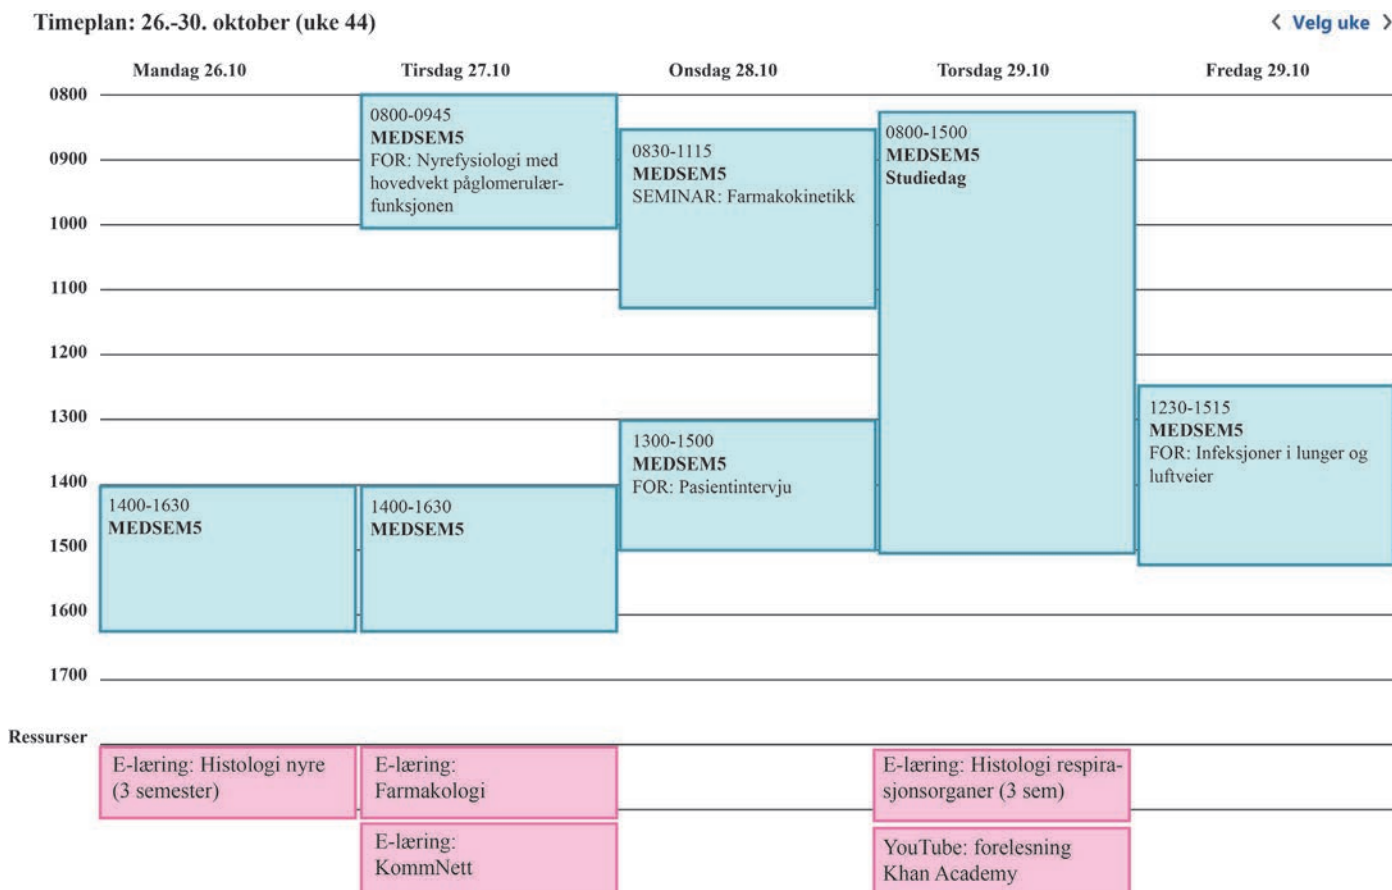 Timeplan: 26.-30. oktober (uke 44)
Velg uke
Mandag 26.10
Tirsdag 27.10
Onsdag 28.10
Torsdag 29.10
Fredag 29.10
0800
0900
1000
1100
1200
1300
1400
1500
1600
1700
1400-1630
MEDSEM5
0800-0945
MEDSEM5
FOR: Nyrefysiologi med
hovedvekt påglomerulær-
funksjonen
1400-1630
MEDSEM5
0830-1115
MEDSEM5
SEMINAR: Farmakokinetikk
1300-1500
MEDSEM5
FOR: Pasientintervju
0800-1500
MEDSEM5
Studiedag
1230-1515
MEDSEM5
FOR: Infeksjoner i lunger og
luftveier
Ressurser
E-læring: Histologi nyre
(3 semester)
E-læring:
Farmakologi
E-læring:
KommNett
E-læring: Histologi respira-
sjonsorganer (3 sem)
YouTube: forelesning
Khan Academy